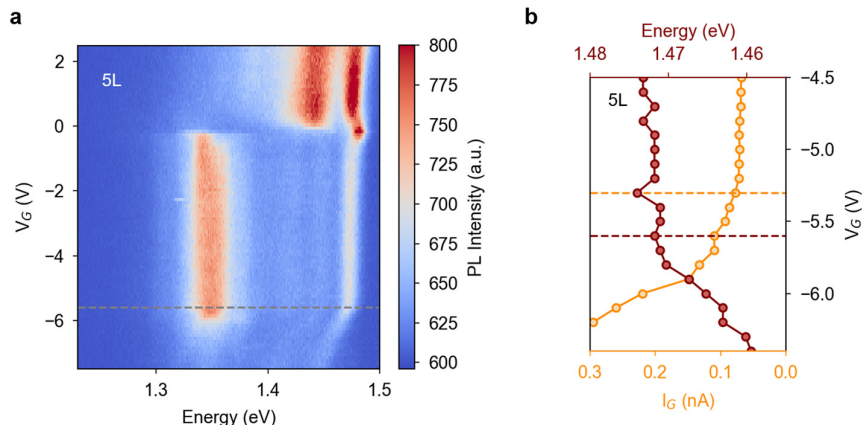 a
5L
2
0
−2
−4
−6
V_G (V)
1.3
1.4
1.5
Energy (eV)
800
775
750
725
700
675
650
625
600
PL Intensity (a.u.)
b
Energy (eV)
1.48
1.47
1.46
5L
−4.5
−5.0
−5.5
−6.0
V_G (V)
0.3
0.2
0.1
0.0
I_G (nA)